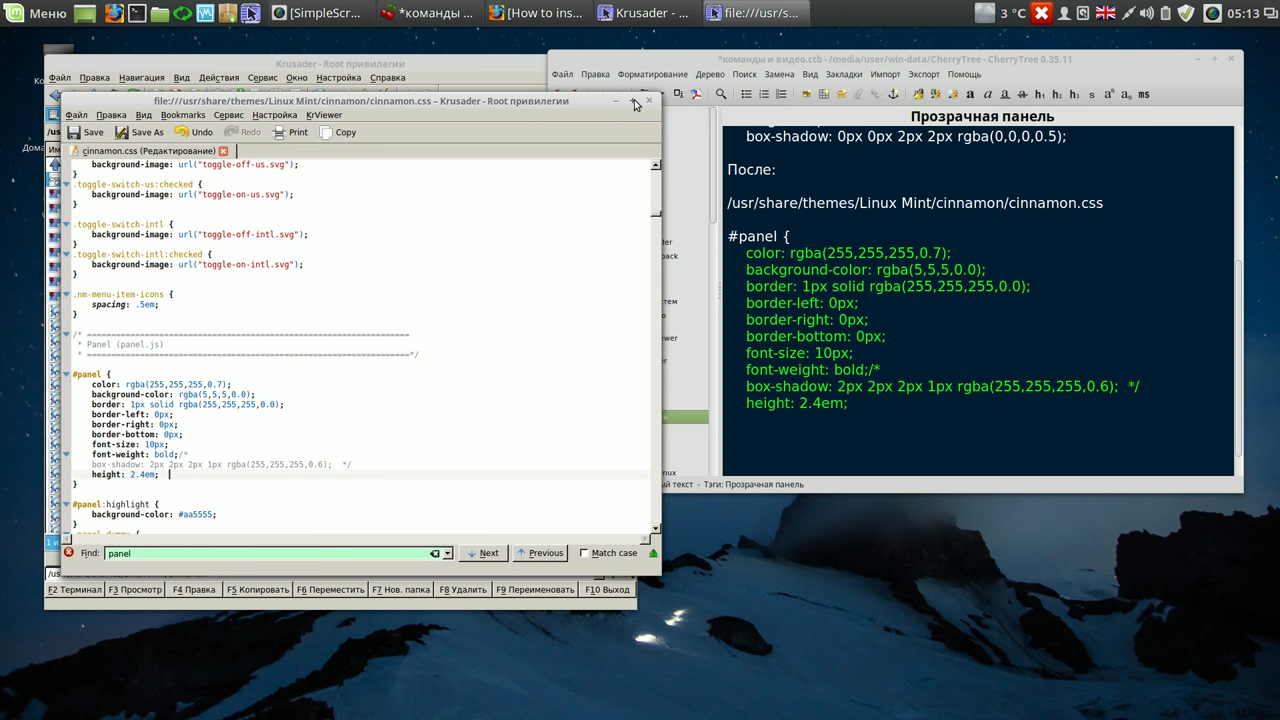 Menu
[SimpleScr...
*команды ...
[How to ins...
Krusader - ...
file:///usr/s...
3 °C
05:13
Krusader - Root привилегии
Файл Правка Навигация Вид Действия Сервис Окно Настройка Справка
*команды и видео.ctb - /media/user/win-data/CherryTree - CherryTree 0.35.11
Файл Правка Форматирование Дерево Поиск Замена Вид Закладки Импорт Экспорт Помощь
Прозрачная панель
box-shadow: 0px 0px 2px 2px rgba(0,0,0,0.5);
После:
/usr/share/themes/Linux Mint/cinnamon/cinnamon.css
#panel {
color: rgba(255,255,255,0.7);
background-color: rgba(5,5,5,0.0);
border: 1px solid rgba(255,255,255,0.0);
border-left: 0px;
border-right: 0px;
border-bottom: 0px;
font-size: 10px;
font-weight: bold;/*
box-shadow: 2px 2px 2px 1px rgba(255,255,255,0.6);  */
height: 2.4em;
ый текст - Тэги: Прозрачная панель
file:///usr/share/themes/Linux Mint/cinnamon/cinnamon.css – Krusader - Root привилегии
Файл Правка Вид Bookmarks Сервис Настройка KrViewer
Save Save As Undo Redo Print Copy
cinnamon.css (Редактирование)
background-image: url("toggle-off-us.svg");
.toggle-switch-us:checked {
background-image: url("toggle-on-us.svg");
}
.toggle-switch-intl {
background-image: url("toggle-off-intl.svg");
}
.toggle-switch-intl:checked {
background-image: url("toggle-on-intl.svg");
}
.nm-menu-item-icons {
spacing: .5em;
}
/* ===================================================================
* Panel (panel.js)
* ===================================================================*/
#panel {
color: rgba(255,255,255,0.7);
background-color: rgba(5,5,5,0.0);
border: 1px solid rgba(255,255,255,0.0);
border-left: 0px;
border-right: 0px;
border-bottom: 0px;
font-size: 10px;
font-weight: bold;/*
box-shadow: 2px 2px 2px 1px rgba(255,255,255,0.6);  */
height: 2.4em;
}
#panel:highlight {
background-color: #aa5555;
}
Find: panel Next Previous Match case
F2 Терминал F3 Просмотр F4 Правка F5 Копировать F6 Переместить F7 Нов. папка F8 Удалить F9 Переименовать F10 Выход